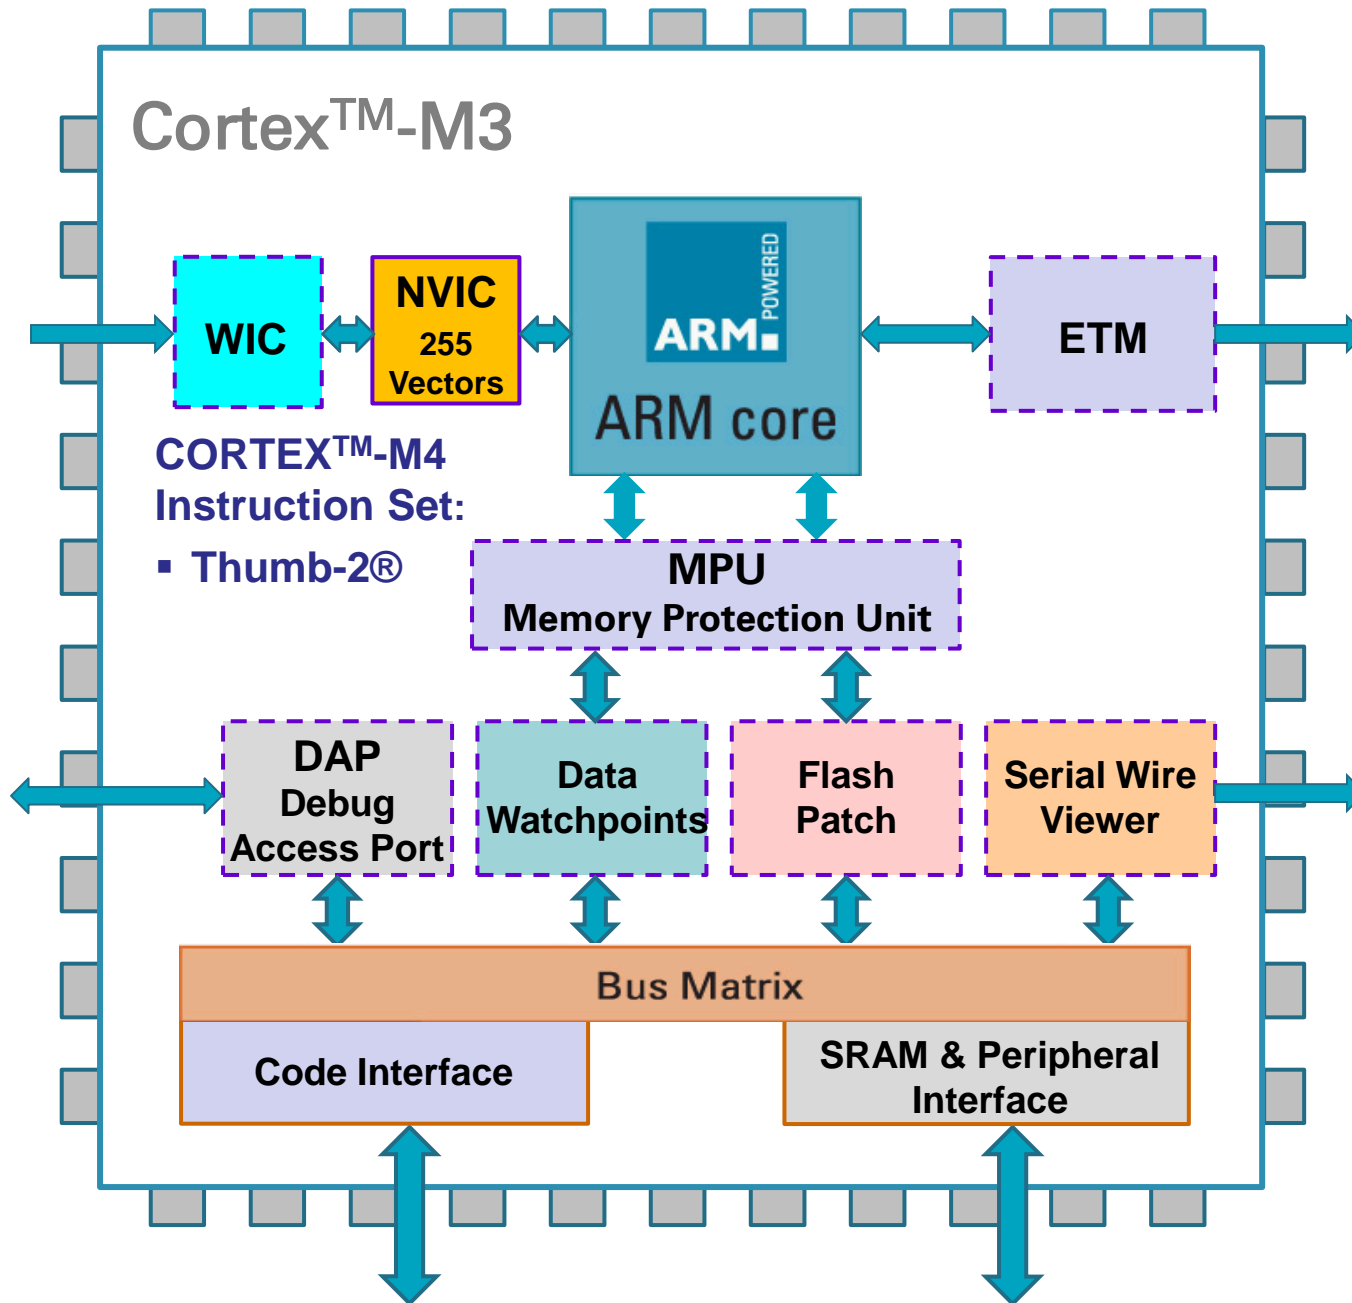 Cortex™-M3
WIC
NVIC
255
Vectors
ARM POWERED
ARM core
ETM
CORTEX™-M4
Instruction Set:
▪ Thumb-2®
MPU
Memory Protection Unit
DAP
Debug
Access Port
Data
Watchpoints
Flash
Patch
Serial Wire
Viewer
Bus Matrix
Code Interface
SRAM & Peripheral
Interface